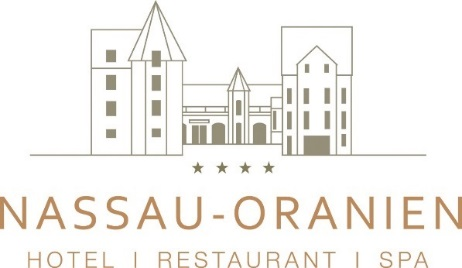 NASSAU-ORANIEN
HOTEL | RESTAURANT | SPA